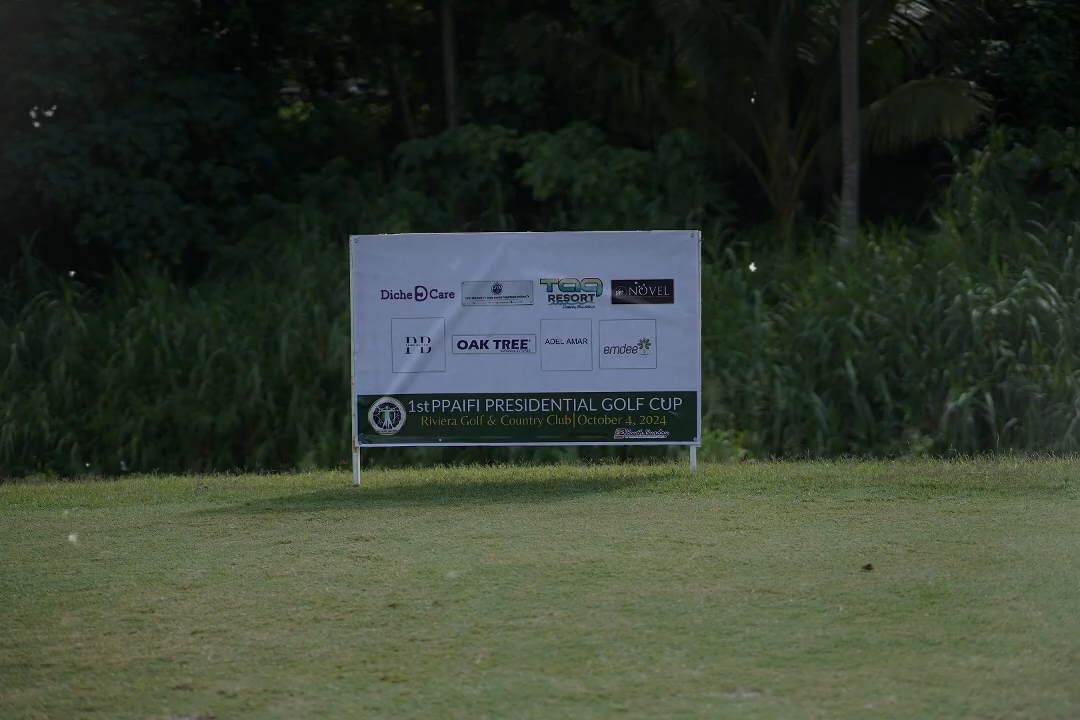 Diche D Care
TAG
RESORT
NOVEL
PB
OAK TREE
ADEL AMAR
emdee
1st PPAIFI PRESIDENTIAL GOLF CUP
Riviera Golf & Country Club|October 4, 2024